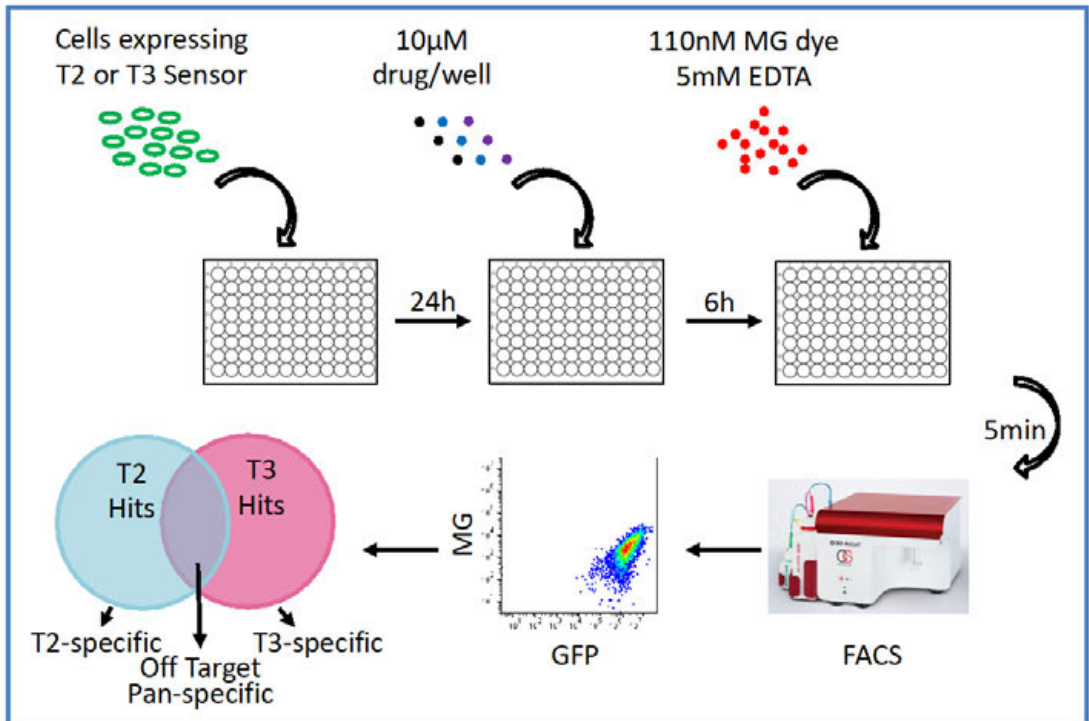 Cells expressing
T2 or T3 Sensor
10µM
drug/well
110nM MG dye
5mM EDTA
24h
6h
5min
T2
Hits
T3
Hits
T2-specific
T3-specific
Off Target
Pan-specific
MG
GFP
FACS